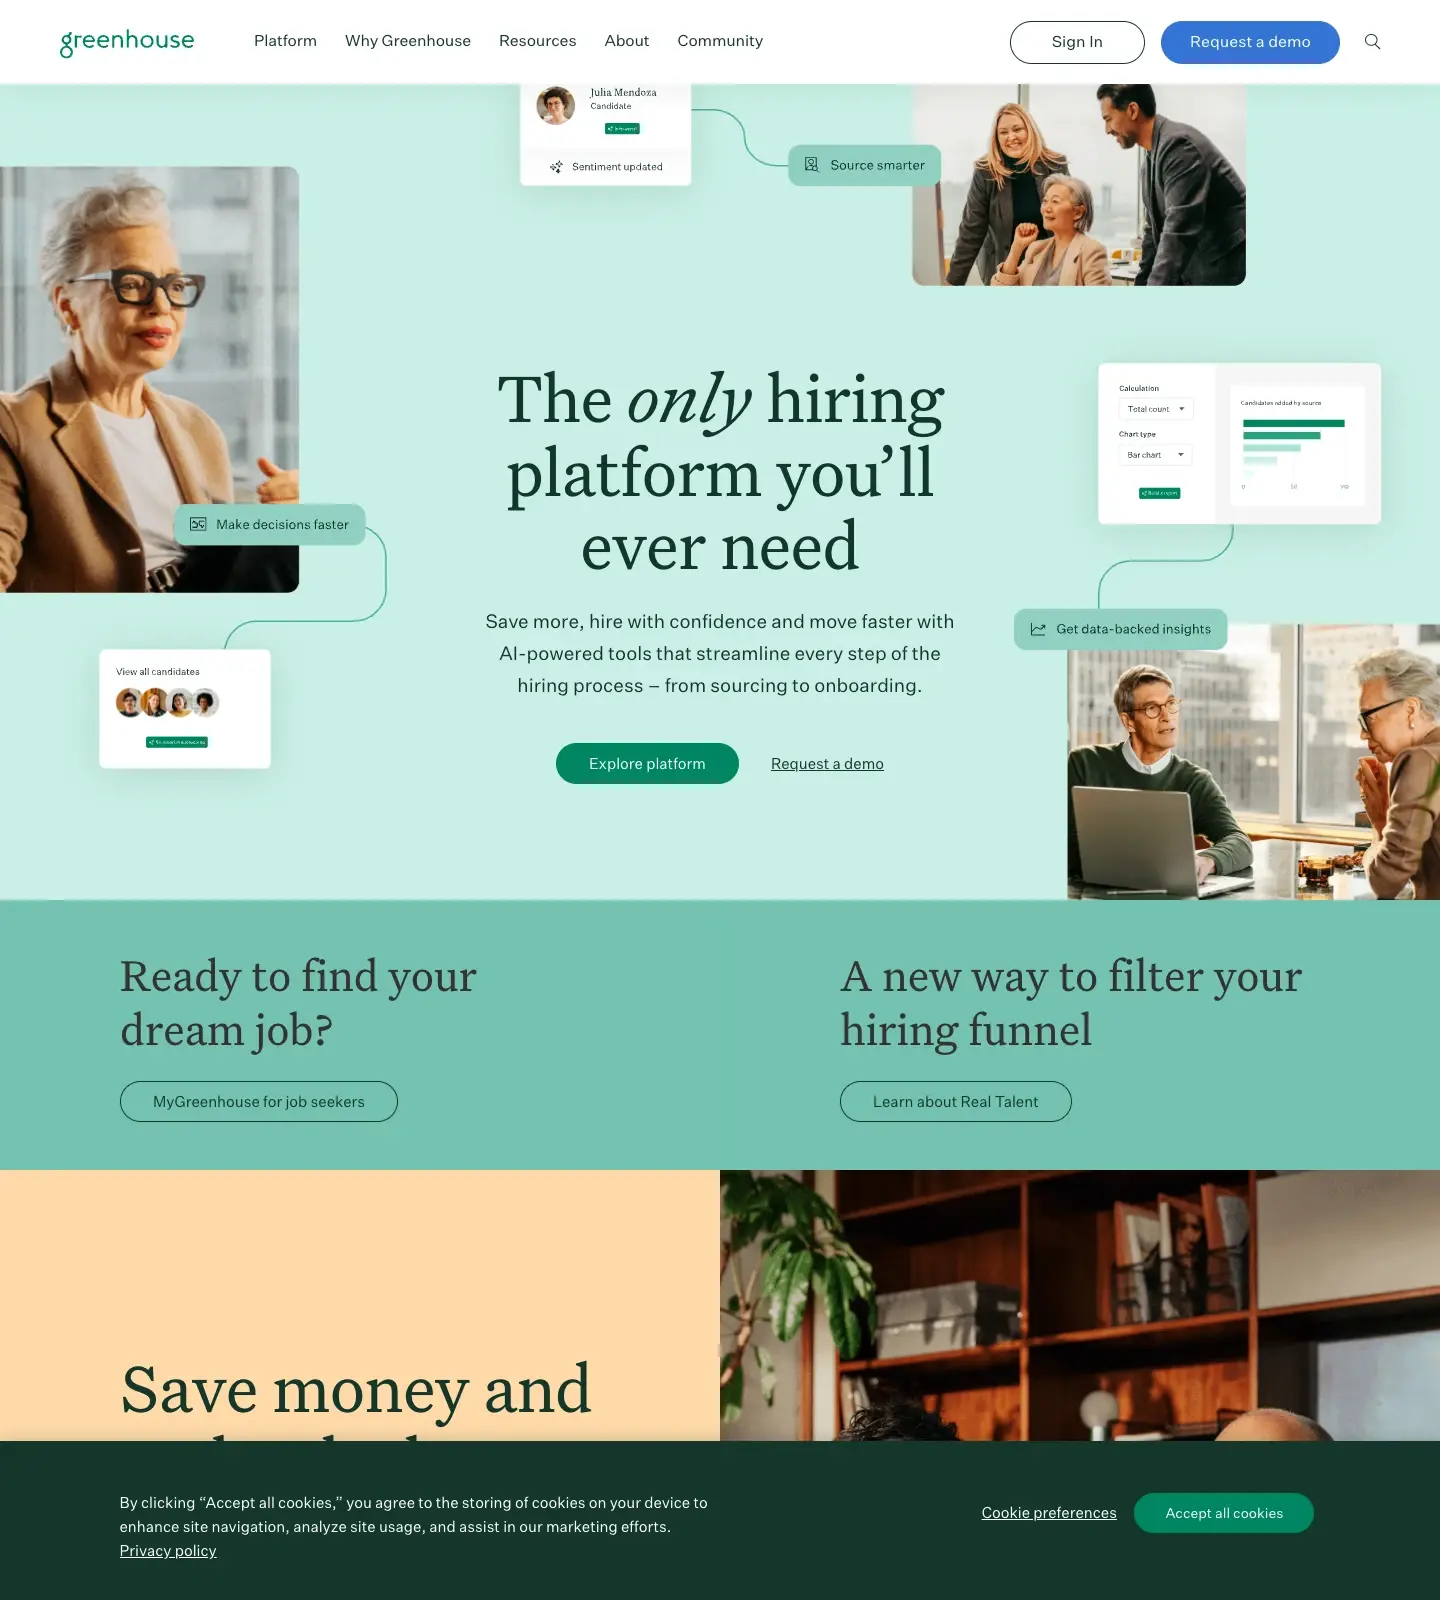 greenhouse
Platform
Why Greenhouse
Resources
About
Community
Sign In
Request a demo
Julia Mendoza
Candidate
Sentiment updated
Source smarter
Make decisions faster
View all candidates
The only hiring
platform you'll
ever need
Save more, hire with confidence and move faster with
AI-powered tools that streamline every step of the
hiring process – from sourcing to onboarding.
Explore platform
Request a demo
Calculation
Total count
Chart type
Bar chart
Candidates added by source
0
Get data-backed insights
Ready to find your
dream job?
MyGreenhouse for job seekers
A new way to filter your
hiring funnel
Learn about Real Talent
Save money and
By clicking “Accept all cookies,” you agree to the storing of cookies on your device to
enhance site navigation, analyze site usage, and assist in our marketing efforts.
Privacy policy
Cookie preferences
Accept all cookies